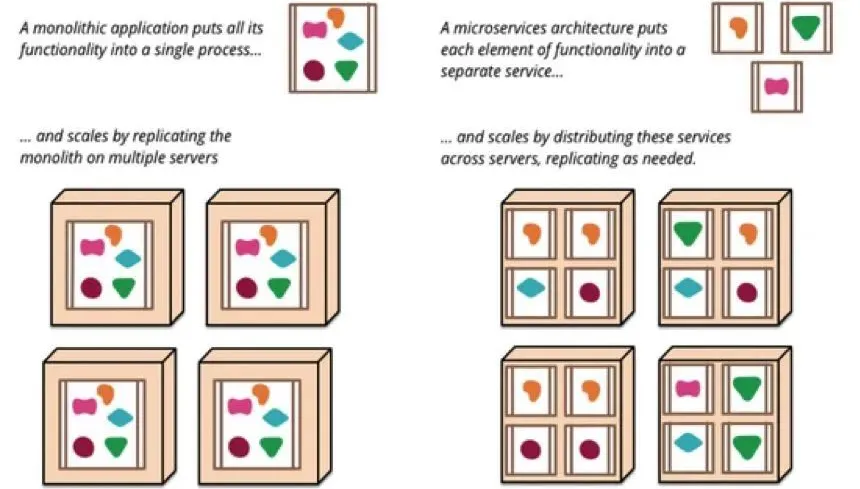 A monolithic application puts all its
functionality into a single process...
... and scales by replicating the
monolith on multiple servers
A microservices architecture puts
each element of functionality into a
separate service...
... and scales by distributing these services
across servers, replicating as needed.